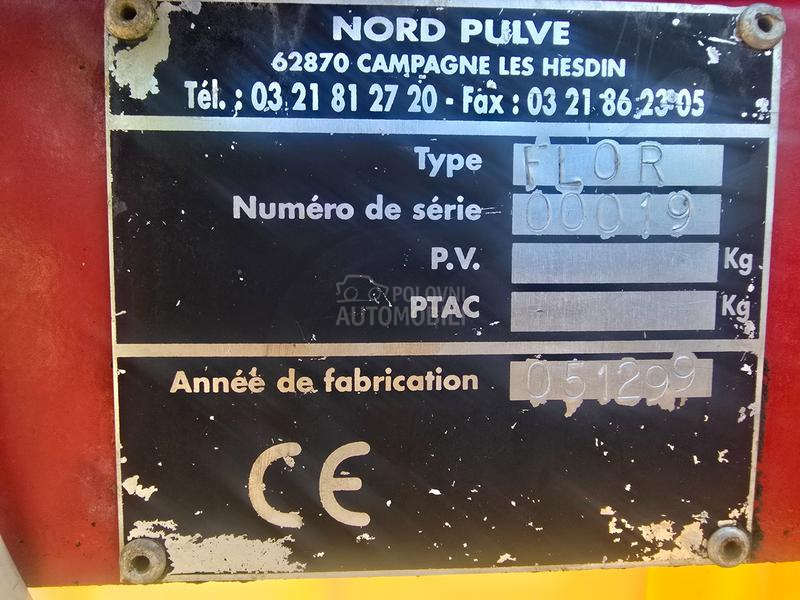 NORD PULVE
62870 CAMPAGNE LES HESDIN
Tél. : 03 21 81 27 20 - Fax : 03 21 86 23 05
Type FLOR
Numéro de série 00019
P.V. Kg
POLOVNI
AUTOMOBILI
PTAC Kg
Année de fabrication 051299
CE